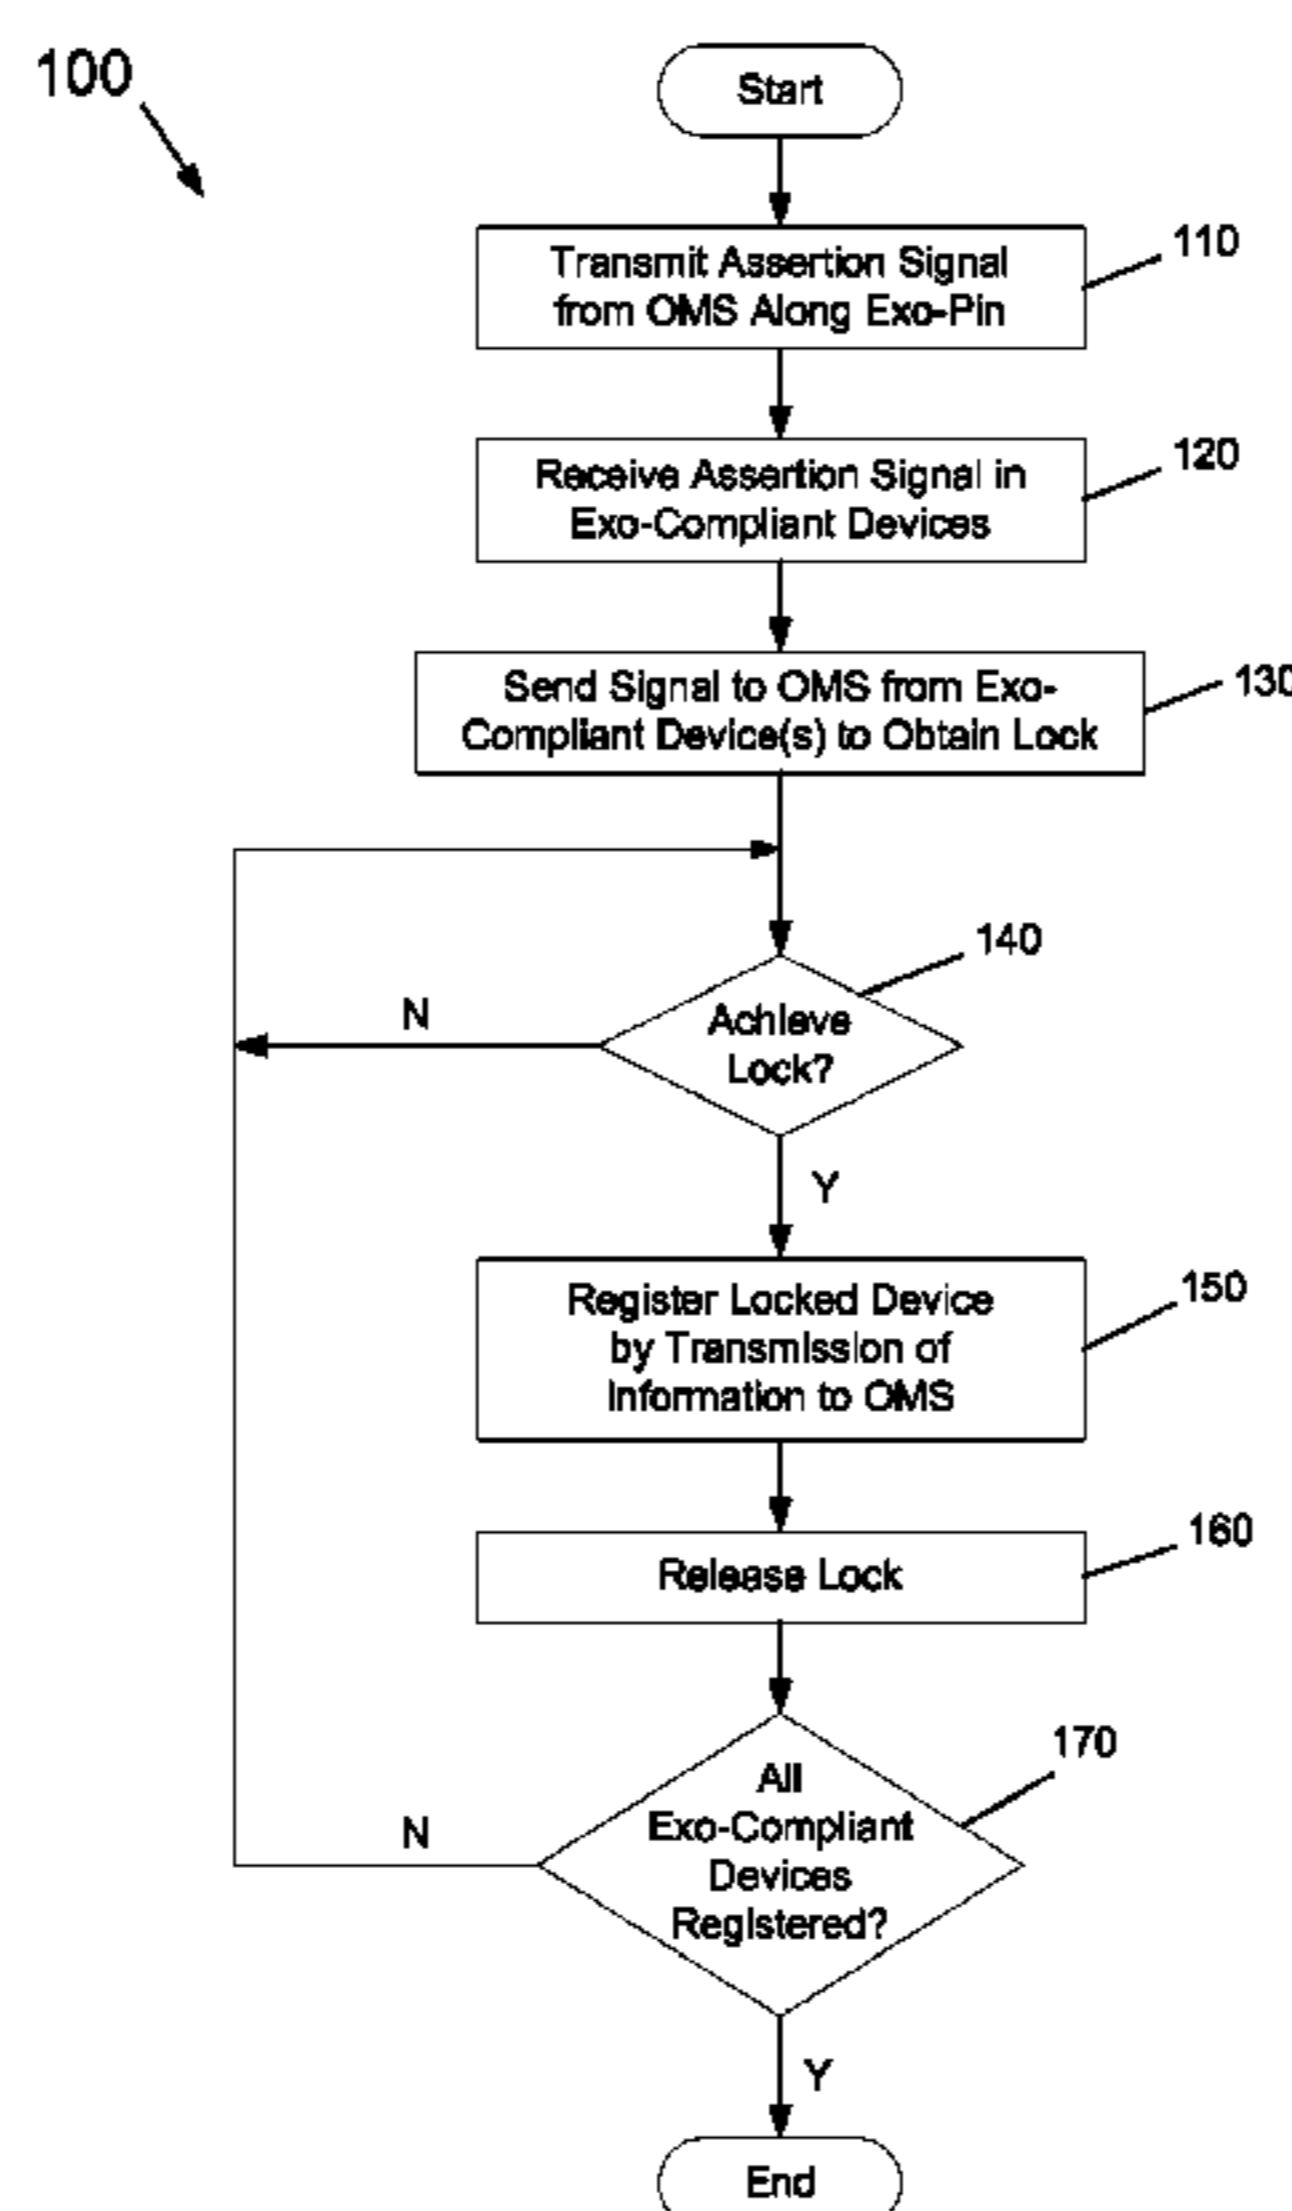 100
Start
Transmit Assertion Signal
from OMS Along Exo-Pin
110
Receive Assertion Signal in
Exo-Compliant Devices
120
Send Signal to OMS from Exo-
Compliant Device(s) to Obtain Lock
130
140
Achieve
Lock?
N
Y
Register Locked Device
by Transmission of
Information to OMS
150
Release Lock
160
170
All
Exo-Compliant
Devices
Registered?
N
Y
End